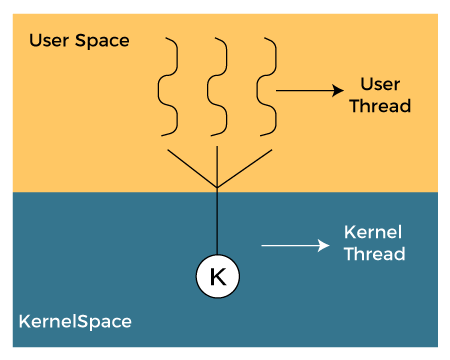 User Space
User
Thread
Kernel
Thread
K
KernelSpace